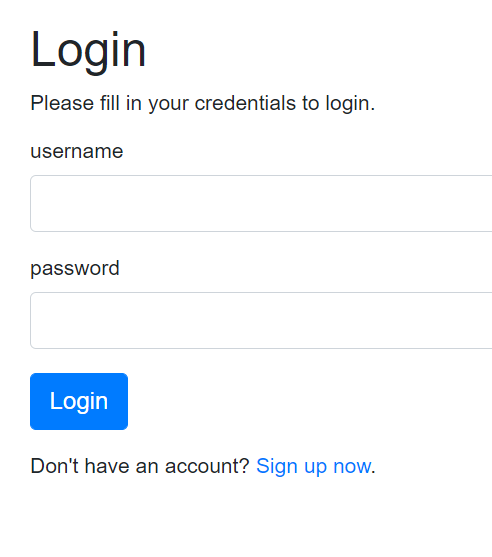 Login
Please fill in your credentials to login.
username
password
Login
Don't have an account? Sign up now.